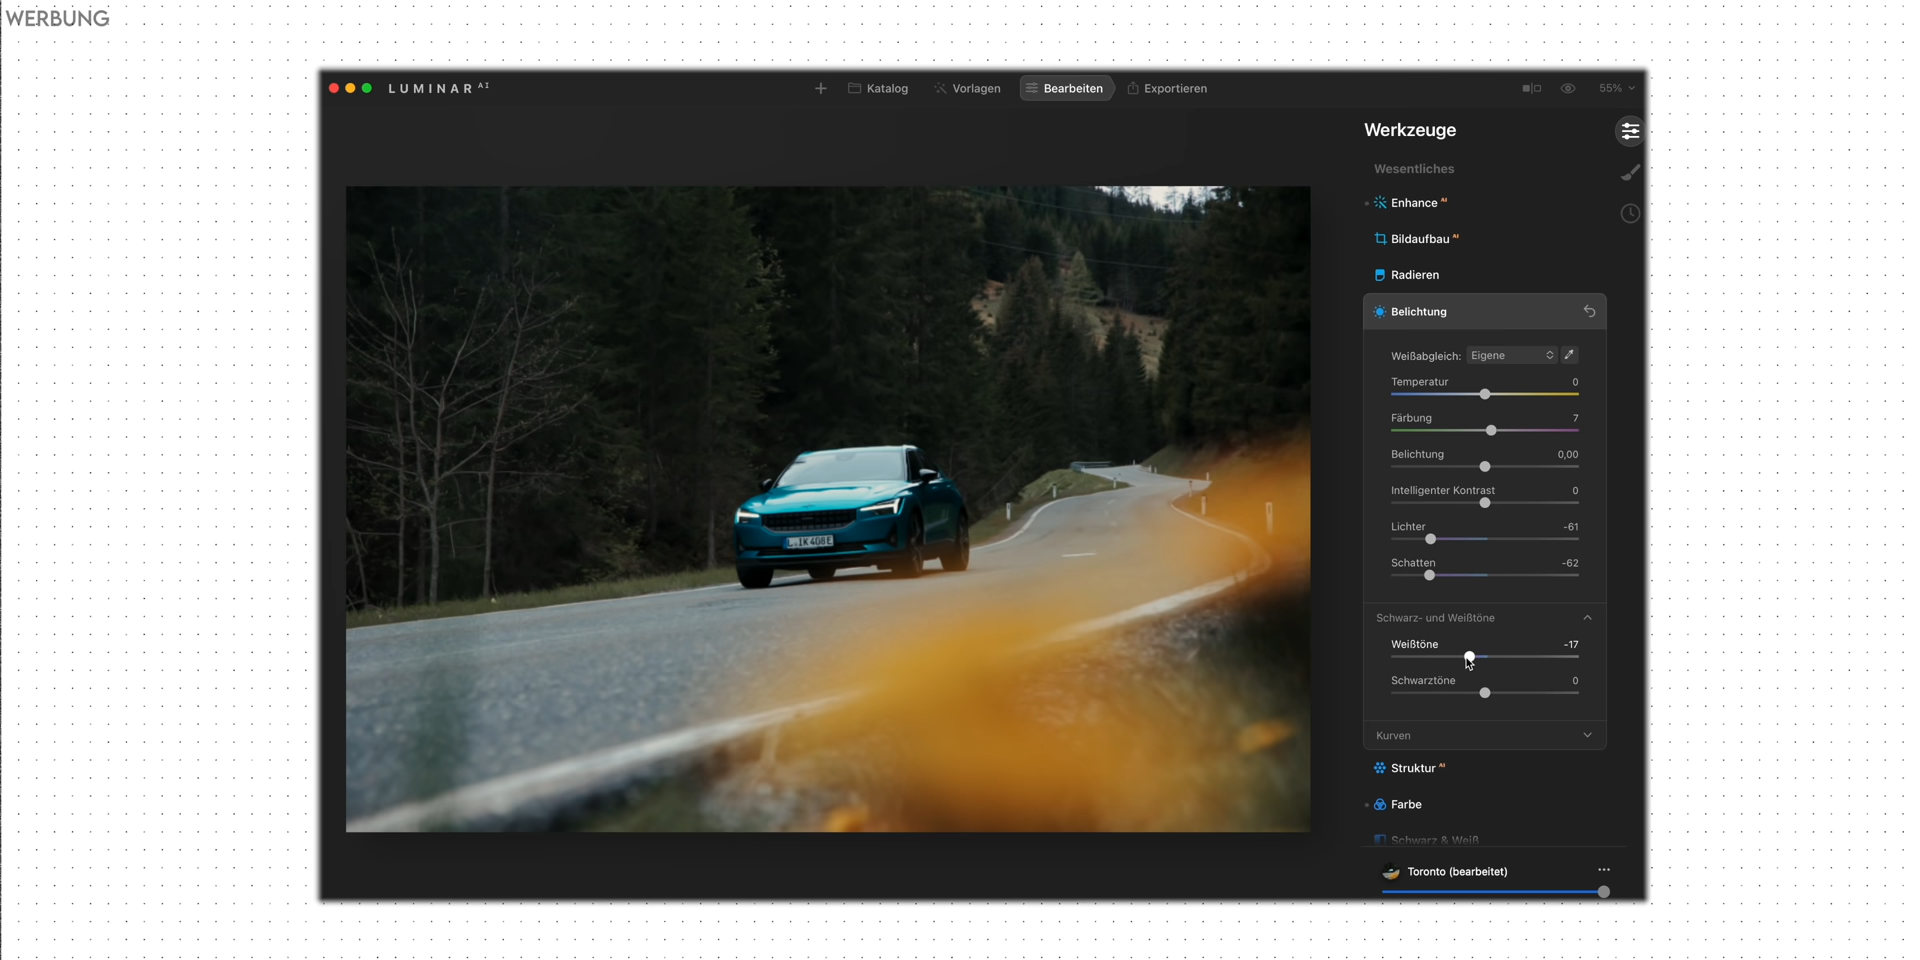 WERBUNG
LUMINAR AI
Katalog
Vorlagen
Bearbeiten
Exportieren
55%
Werkzeuge
Wesentliches
Enhance AI
Bildaufbau AI
Radieren
Belichtung
Weißabgleich: Eigene
Temperatur 0
Färbung 7
Belichtung 0,00
Intelligenter Kontrast 0
Lichter -61
Schatten -62
Schwarz- und Weißtöne
Weißtöne -17
Schwarztöne 0
Kurven
Struktur AI
Farbe
Schwarz & Weiß
Toronto (bearbeitet)
L IK 408E